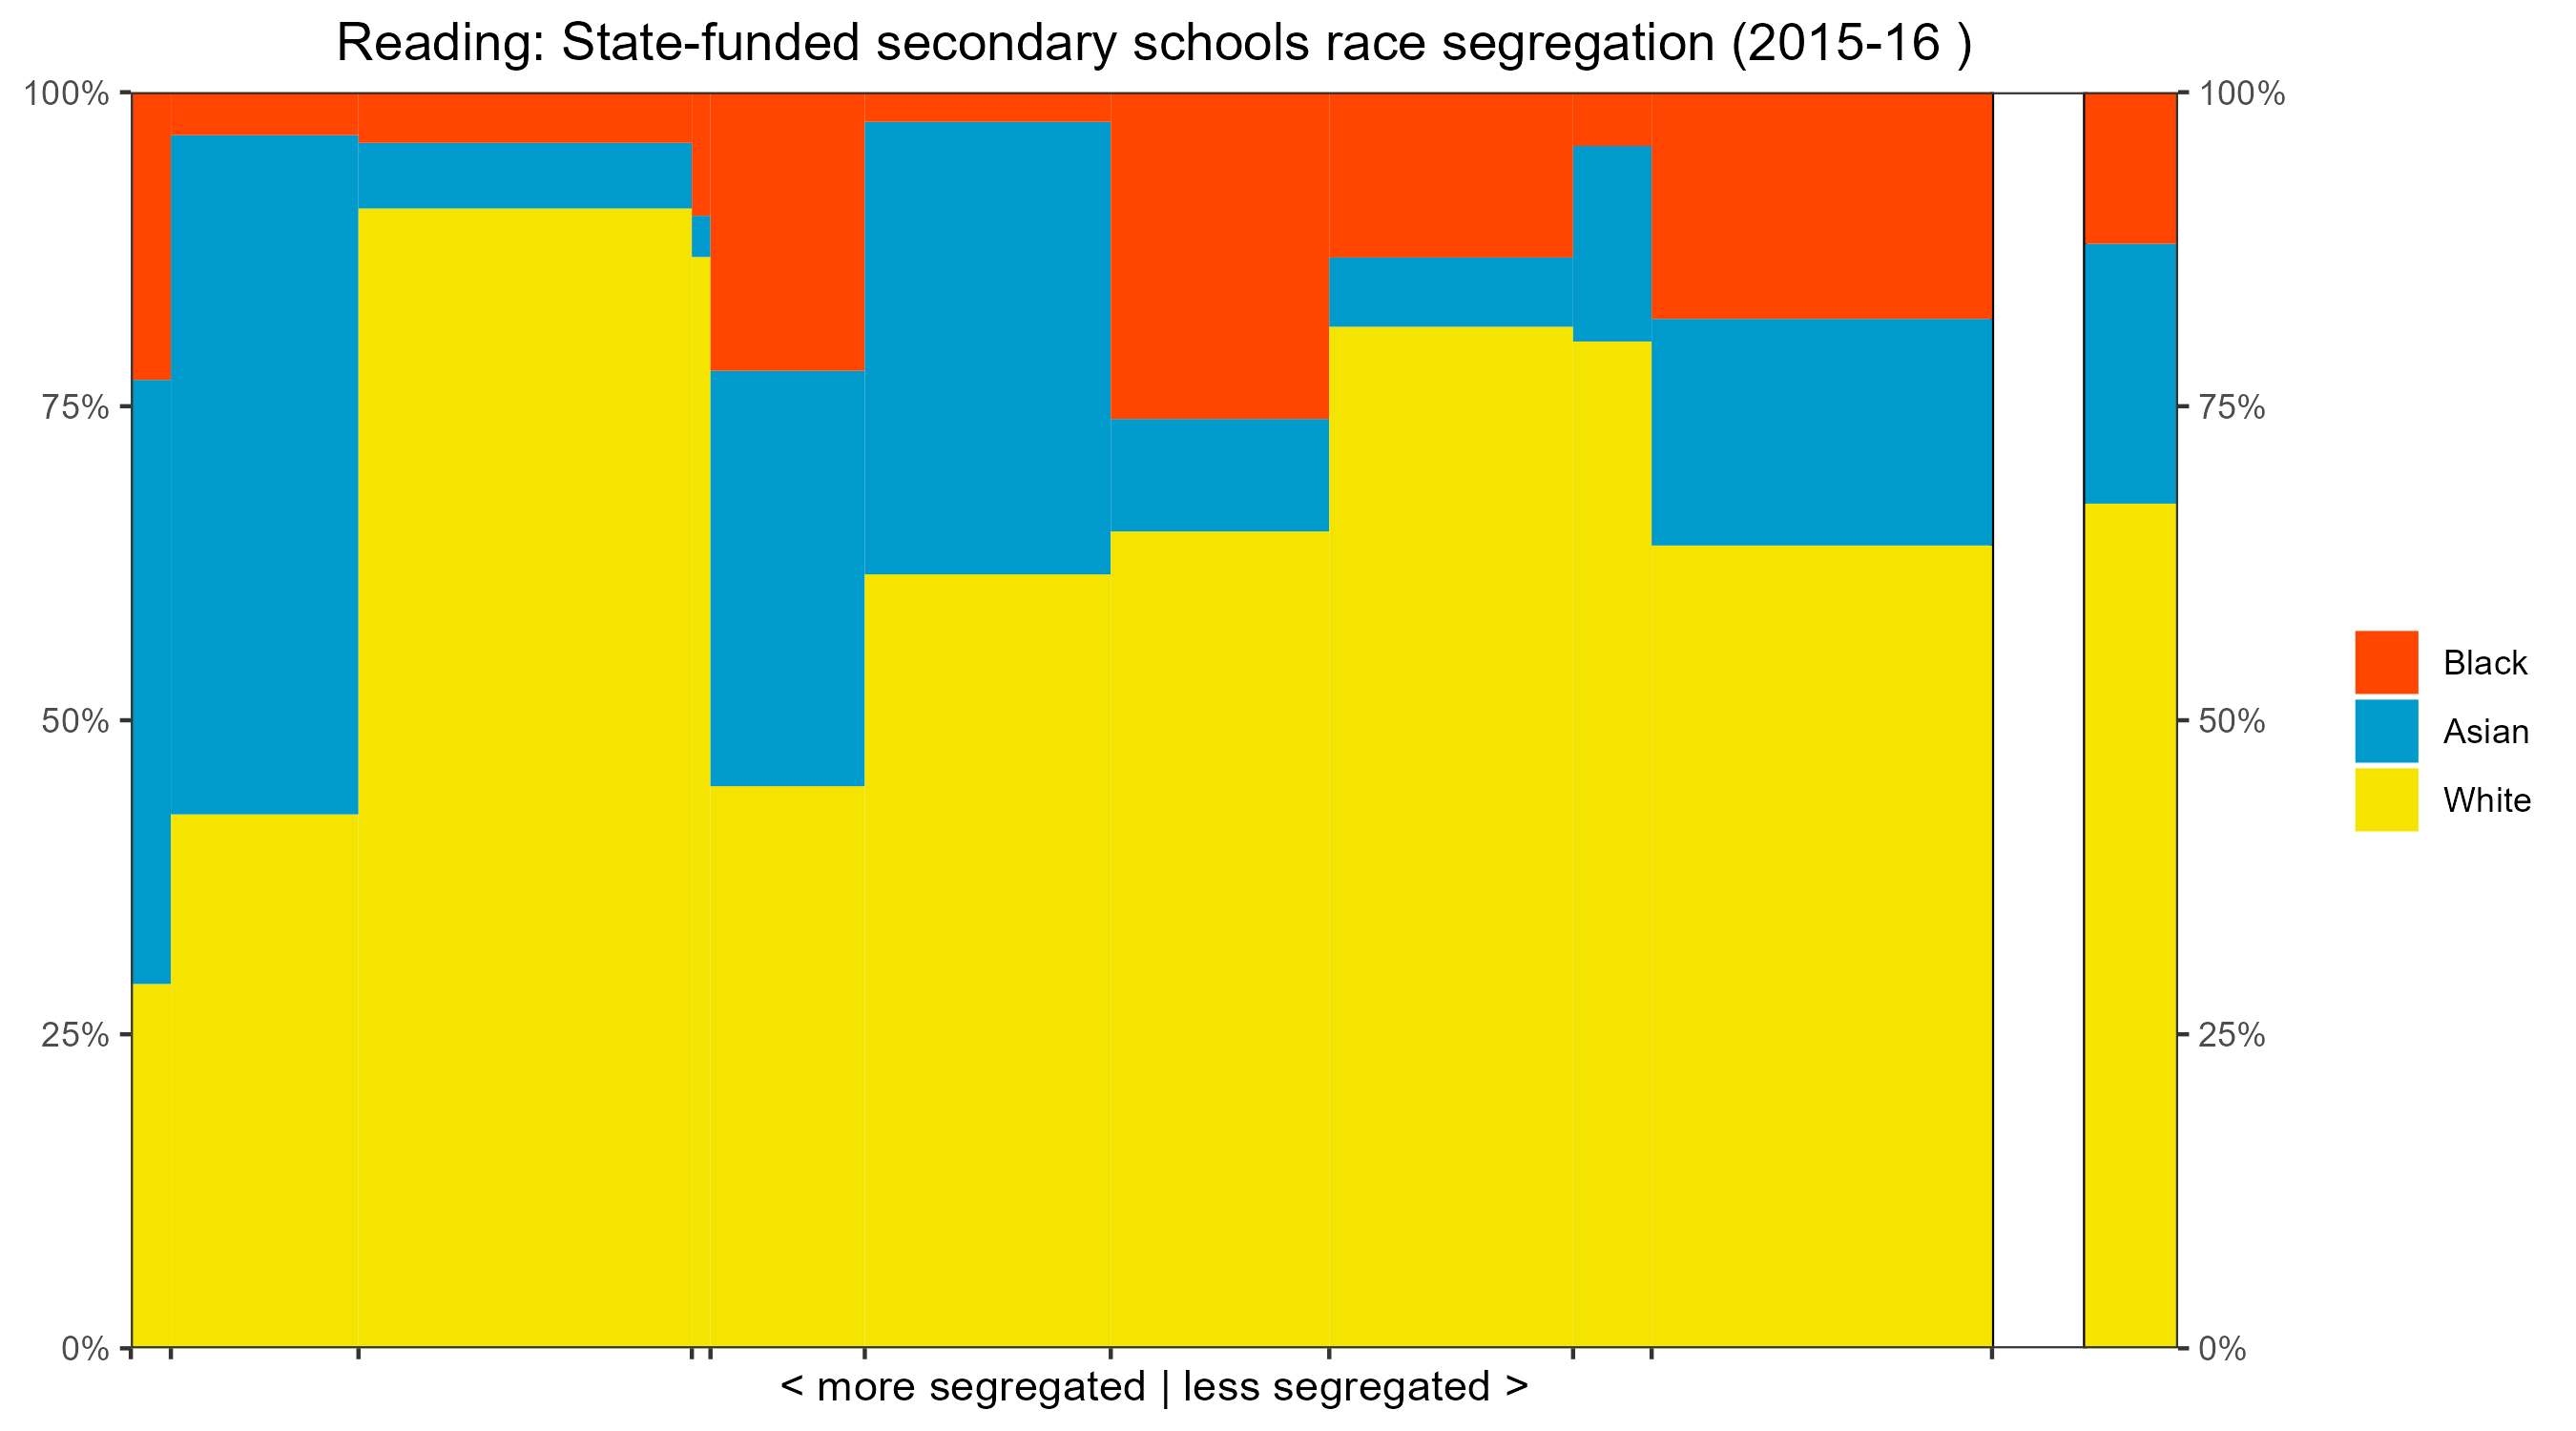 Reading: State-funded secondary schools race segregation (2015-16 )
100%
75%
50%
25%
0%
100%
75%
50%
25%
0%
Black
Asian
White
< more segregated | less segregated >